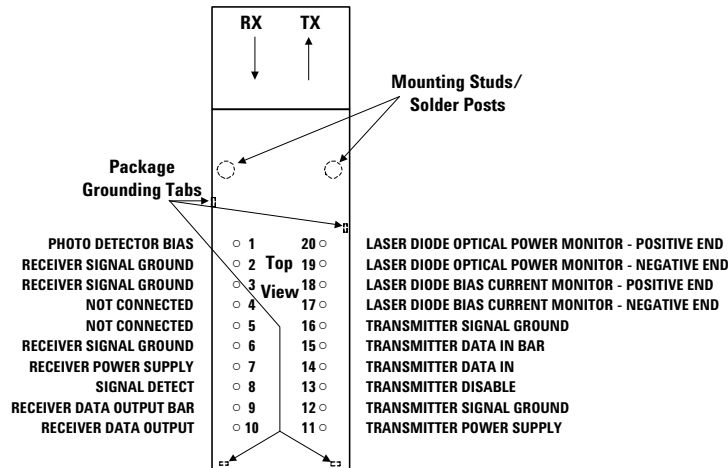 RX TX
Mounting Studs/
Solder Posts
Package
Grounding Tabs
PHOTO DETECTOR BIAS 1 20 LASER DIODE OPTICAL POWER MONITOR - POSITIVE END
RECEIVER SIGNAL GROUND 2 Top 19 LASER DIODE OPTICAL POWER MONITOR - NEGATIVE END
RECEIVER SIGNAL GROUND 3 View 18 LASER DIODE BIAS CURRENT MONITOR - POSITIVE END
NOT CONNECTED 4 17 LASER DIODE BIAS CURRENT MONITOR - NEGATIVE END
NOT CONNECTED 5 16 TRANSMITTER SIGNAL GROUND
RECEIVER SIGNAL GROUND 6 15 TRANSMITTER DATA IN BAR
RECEIVER POWER SUPPLY 7 14 TRANSMITTER DATA IN
SIGNAL DETECT 8 13 TRANSMITTER DISABLE
RECEIVER DATA OUTPUT BAR 9 12 TRANSMITTER SIGNAL GROUND
RECEIVER DATA OUTPUT 10 11 TRANSMITTER POWER SUPPLY